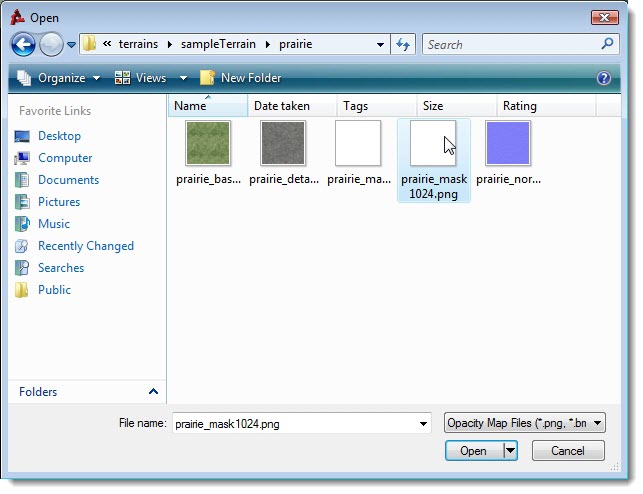 Open
« terrains ▸ sampleTerrain ▸ prairie
Search
Organize
Views
New Folder
Favorite Links
Desktop
Computer
Documents
Pictures
Music
Recently Changed
Searches
Public
Folders
Name Date taken Tags Size Rating
prairie_bas... prairie_deta... prairie_ma... prairie_mask prairie_nor...
1024.png
File name: prairie_mask1024.png
Opacity Map Files (*.png, *.bn
Open
Cancel